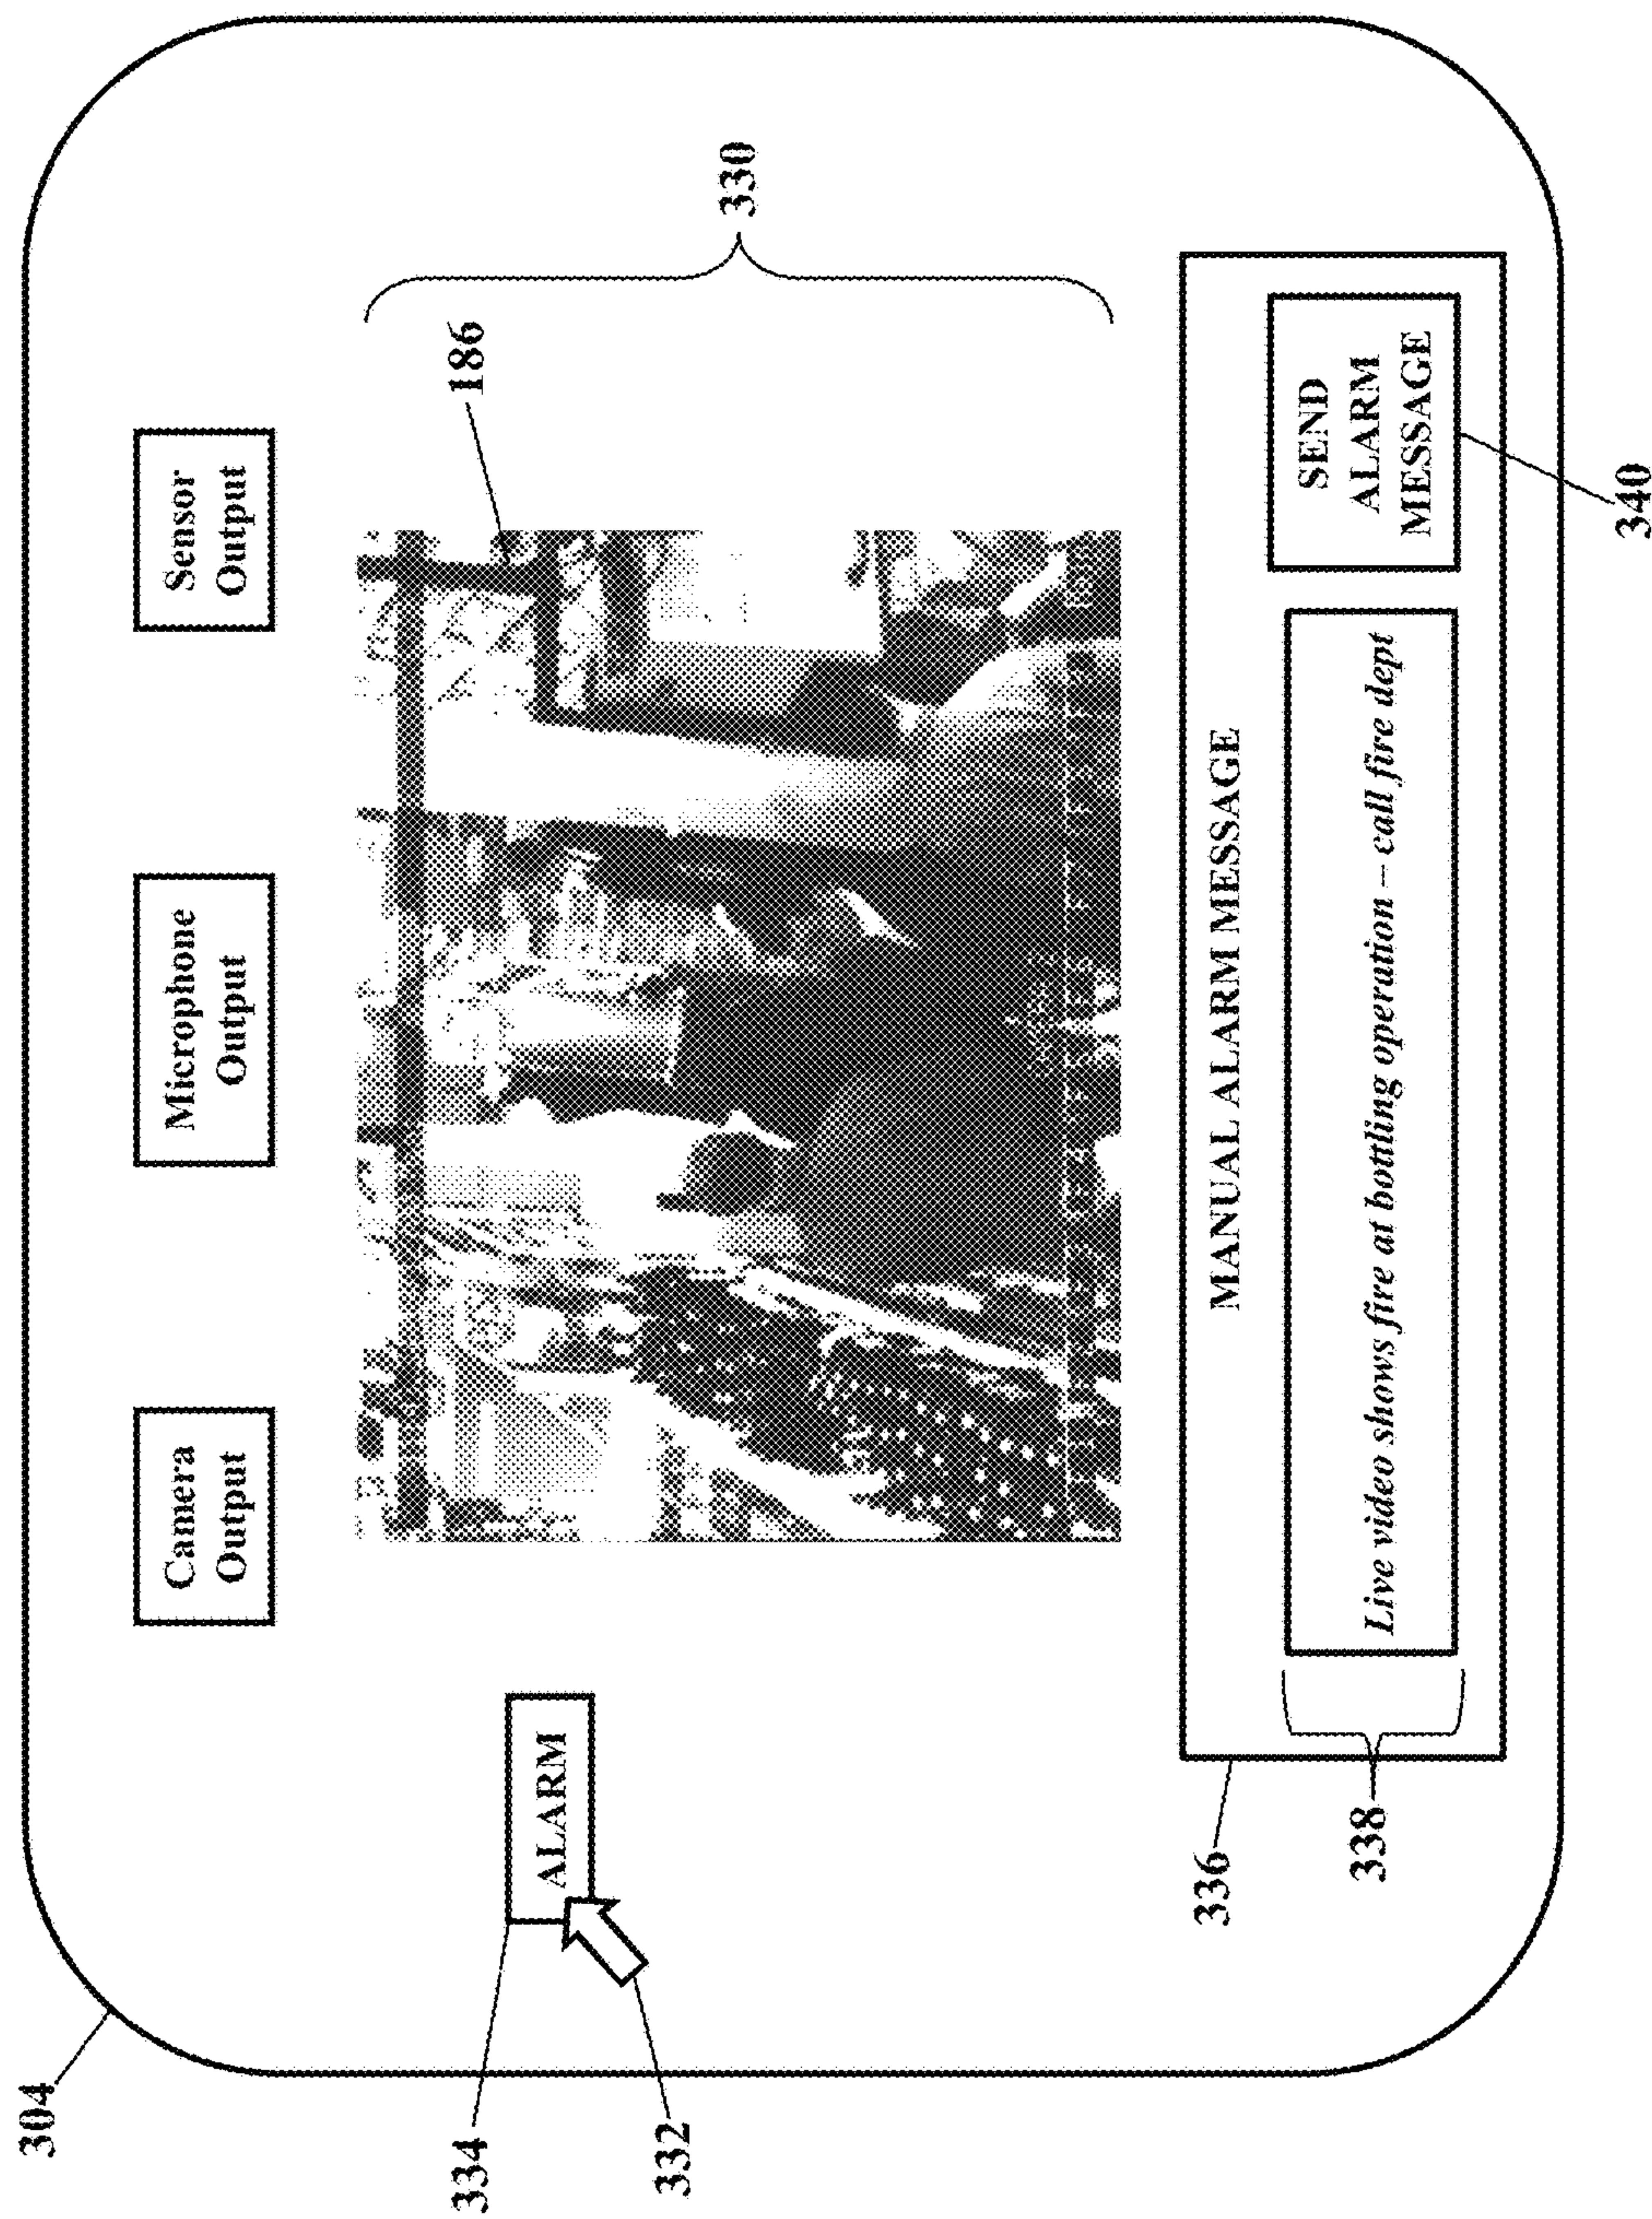 304
Camera
Output
Microphone
Output
Sensor
Output
334
ALARM
332
186
330
MANUAL ALARM MESSAGE
336
338
Live video shows fire at bottling operation – call fire dept
SEND
ALARM
MESSAGE
340